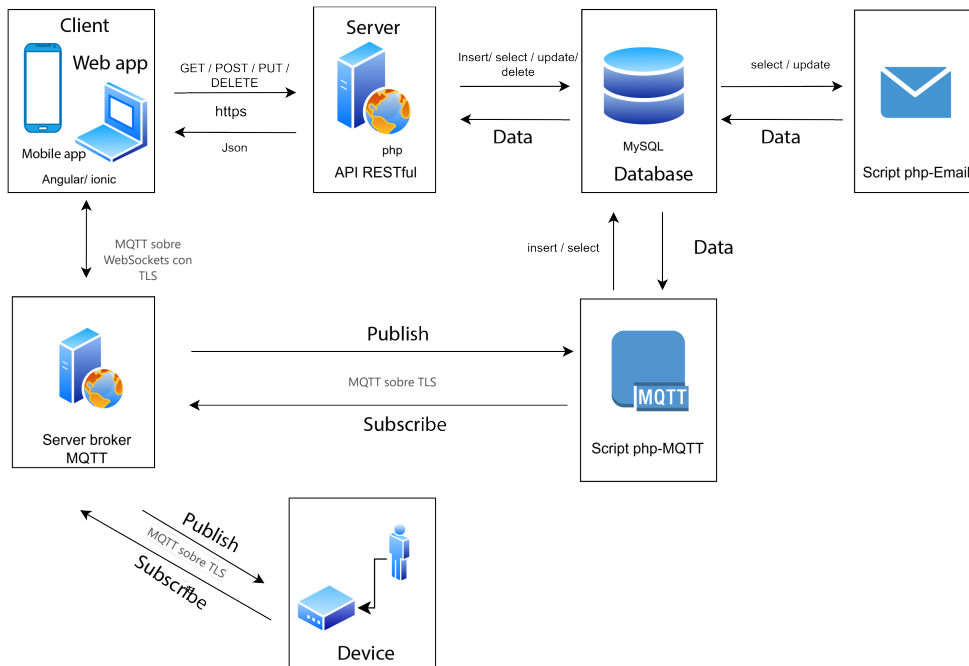 Client
Web app
Mobile app
Angular/ ionic
GET / POST / PUT /
DELETE
https
Json
Server
php
API RESTful
Insert/ select / update/
delete
Data
MySQL
Database
select / update
Data
Script php-Email
MQTT sobre
WebSockets con
TLS
insert / select
Data
Server broker
MQTT
Publish
MQTT sobre TLS
Subscribe
MQTT
Script php-MQTT
Publish
MQTT sobre TLS
Subscribe
Device